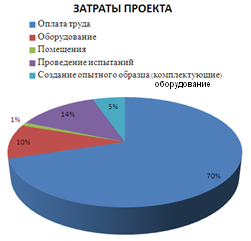 ЗАТРАТЫ ПРОЕКТА
Оплата труда
Оборудование
Помещения
Проведение испытаний
Создание опытного образца (комплектующие)
оборудование
5%
14%
1%
10%
70%